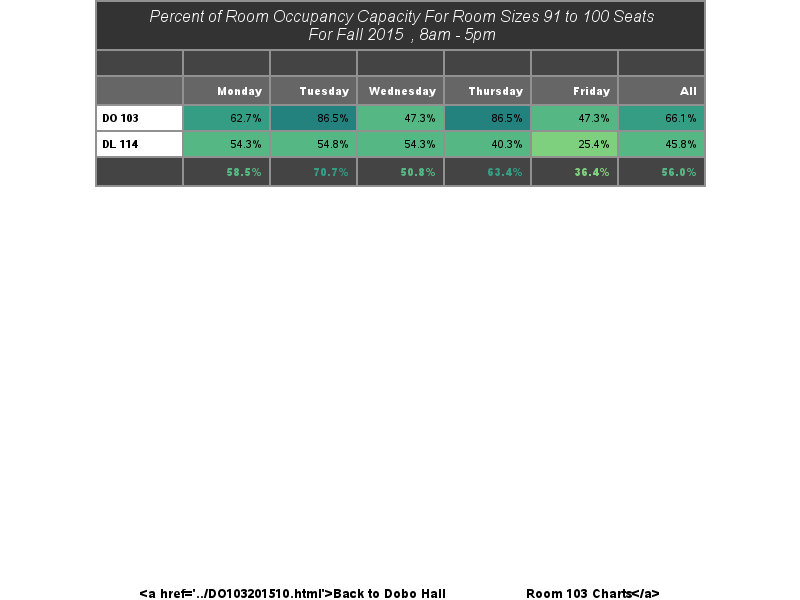 Percent of Room Occupancy Capacity For Room Sizes 91 to 100 Seats
For Fall 2015 , 8am - 5pm
Monday Tuesday Wednesday Thursday Friday All
DO 103 62.7% 86.5% 47.3% 86.5% 47.3% 66.1%
DL 114 54.3% 54.8% 54.3% 40.3% 25.4% 45.8%
58.5% 70.7% 50.8% 63.4% 36.4% 56.0%
<a href='../DO103201510.html'>Back to Dobo Hall Room 103 Charts</a>